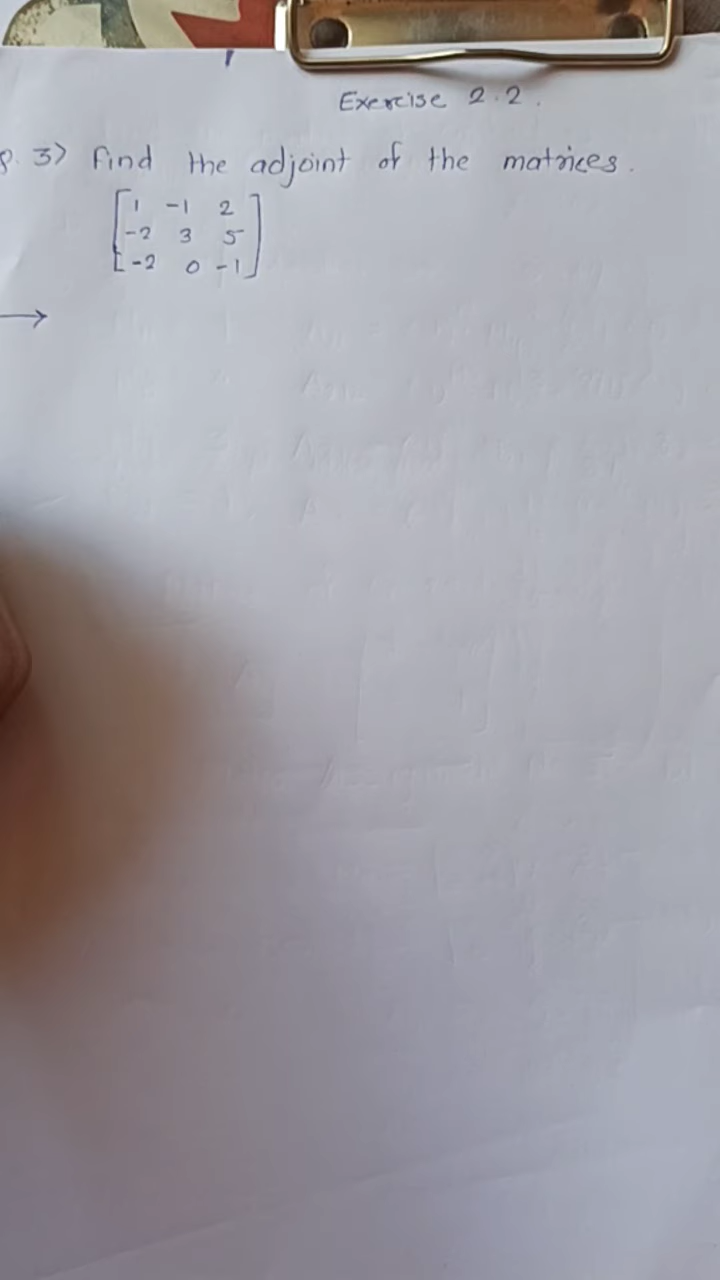 Exercise 2.2.
Q. 3) Find the adjoint of the matrices.
1 -1 2
-2 3 5
-2 0 -1
→